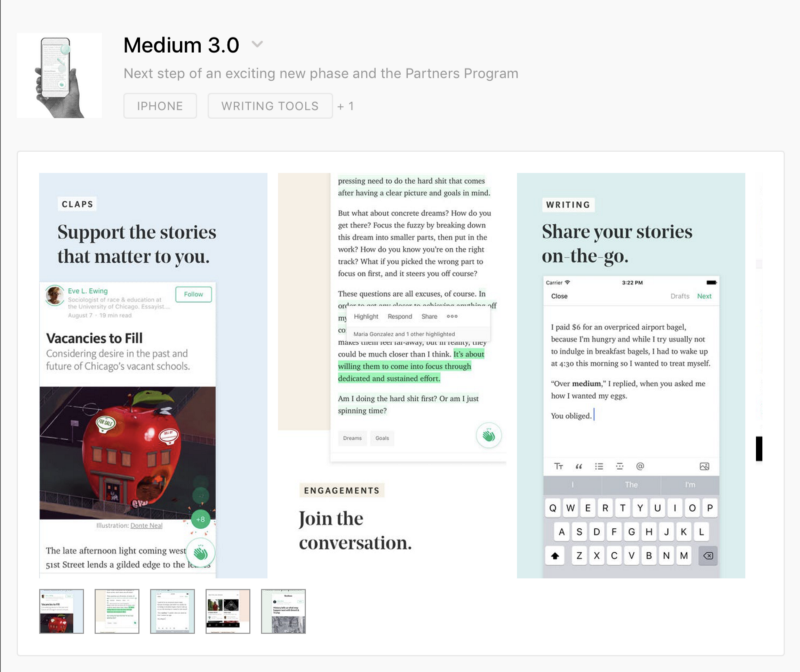 Medium 3.0
Next step of an exciting new phase and the Partners Program
IPHONE
WRITING TOOLS
+ 1
CLAPS
Support the stories
that matter to you.
Eve L. Ewing
Sociologist of race & education at
the University of Chicago. Essayist...
August 7 · 19 min read
Follow
Vacancies to Fill
Considering desire in the past and
future of Chicago's vacant schools.
FOR SALE
+8
Illustration: Donte Neal
The late afternoon light coming west
51st Street lends a gilded edge to the
pressing need to do the hard shit that comes
after having a clear picture and goals in mind.
But what about concrete dreams? How do you
get there? Focus the fuzzy by breaking down
this dream into smaller parts, then put in the
work? How do you know you're on the right
track? What if you picked the wrong part to
focus on first, and it steers you off course?
These questions are all excuses, of course. In
Highlight Respond Share
Maria Gonzalez and 1 other highlighted
makes them feel far-away, but in reality, they
could be much closer than I think. It's about
willing them to come into focus through
dedicated and sustained effort.
Am I doing the hard shit first? Or am I just
spinning time?
Dreams Goals
ENGAGEMENTS
Join the
conversation.
WRITING
Share your stories
on-the-go.
Carrier 3:22 PM
Close Drafts Next
I paid $6 for an overpriced airport bagel,
because I'm hungry and while I try usually not
to indulge in breakfast bagels, I had to wake up
at 4:30 this morning so I wanted to treat myself.
"Over medium," I replied, when you asked me
how I wanted my eggs.
You obliged.
I The I'm
Q W E R T Y U I O P
A S D F G H J K L
Z X C V B N M